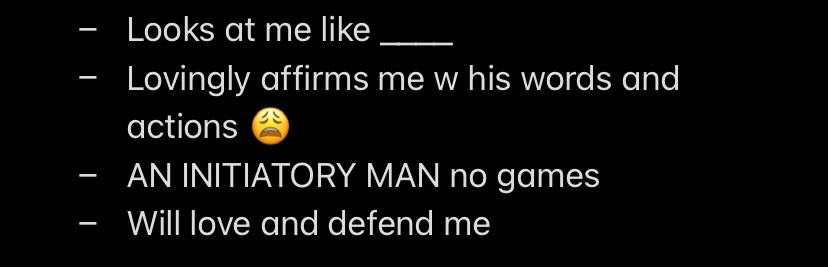 – Looks at me like ____
– Lovingly affirms me w his words and
actions 😩
– AN INITIATORY MAN no games
– Will love and defend me